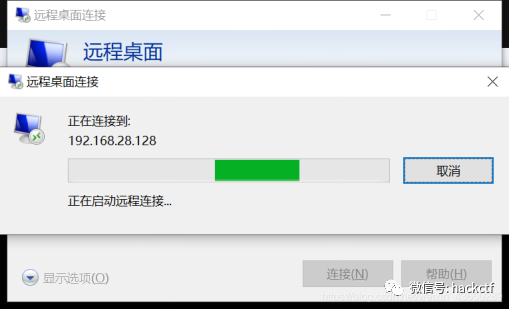 远程桌面连接
远程桌面
远程桌面连接
正在连接到:
192.168.28.128
取消
正在启动远程连接...
显示选项(O)
连接(N)
帮助(H)
微信号: hackctf